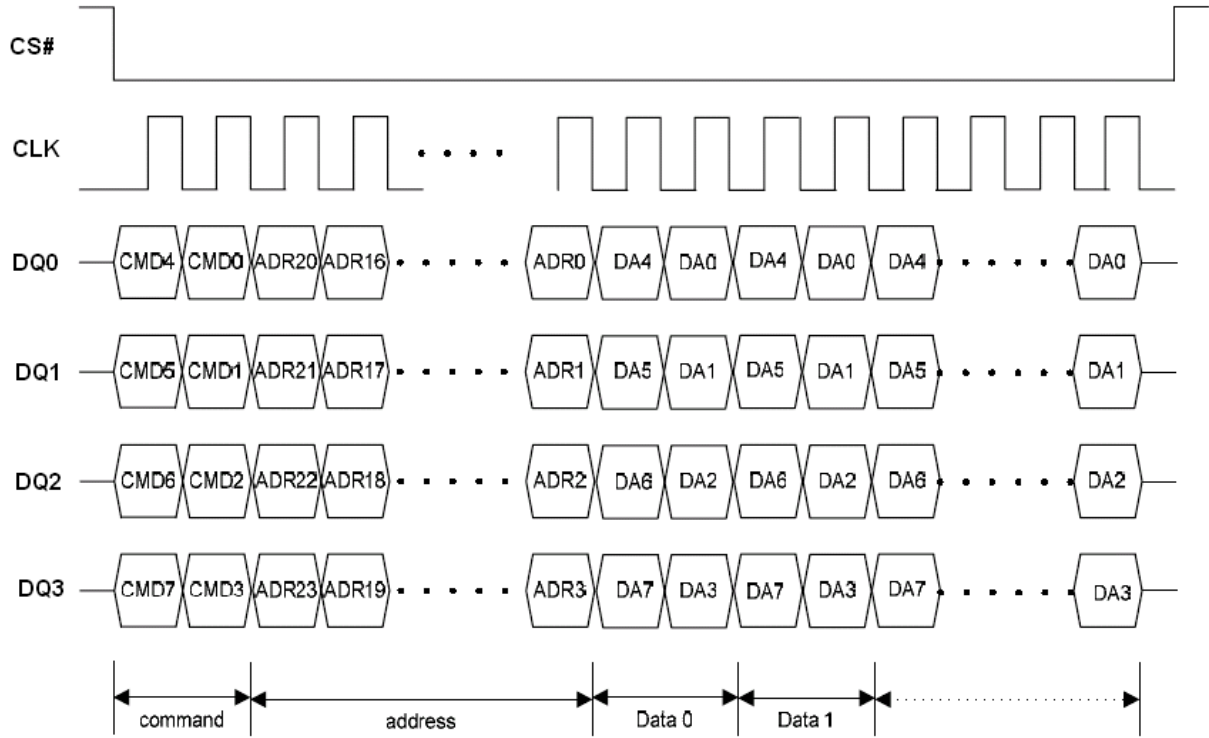 CS#
CLK
DQ0 CMD4 CMD0 ADR20 ADR16 ADR0 DA4 DA0 DA4 DA0 DA4 DA0
DQ1 CMD5 CMD1 ADR21 ADR17 ADR1 DA5 DA1 DA5 DA1 DA5 DA1
DQ2 CMD6 CMD2 ADR22 ADR18 ADR2 DA6 DA2 DA6 DA2 DA6 DA2
DQ3 CMD7 CMD3 ADR23 ADR19 ADR3 DA7 DA3 DA7 DA3 DA7 DA3
command address Data 0 Data 1